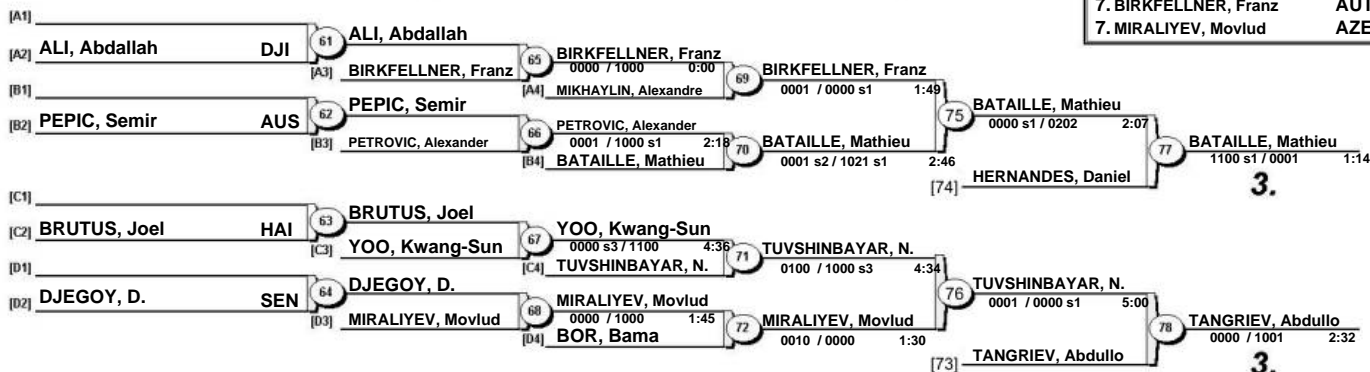 7. BIRKFELLNER, Franz AUT
7. MIRALIYEV, Movlud AZE
[A1]
[A2] ALI, Abdallah DJI
61 ALI, Abdallah
[A3] BIRKFELLNER, Franz
65 BIRKFELLNER, Franz
0000 / 1000 0:00
[A4] MIKHAYLIN, Alexandre
69 BIRKFELLNER, Franz
0001 / 0000 s1 1:49
[B1]
[B2] PEPIC, Semir AUS
62 PEPIC, Semir
[B3] PETROVIC, Alexander
66 PETROVIC, Alexander
0001 / 1000 s1 2:18
[B4] BATAILLE, Mathieu
70 BATAILLE, Mathieu
0001 s2 / 1021 s1 2:46
75 BATAILLE, Mathieu
0000 s1 / 0202 2:07
[74] HERNANDES, Daniel
77 BATAILLE, Mathieu
1100 s1 / 0001 1:14
3.
[C1]
[C2] BRUTUS, Joel HAI
63 BRUTUS, Joel
[C3] YOO, Kwang-Sun
67 YOO, Kwang-Sun
0000 s3 / 1100 4:36
[C4] TUVSHINBAYAR, N.
71 TUVSHINBAYAR, N.
0100 / 1000 s3 4:34
[D1]
[D2] DJEGOY, D. SEN
64 DJEGOY, D.
[D3] MIRALIYEV, Movlud
68 MIRALIYEV, Movlud
0000 / 1000 1:45
[D4] BOR, Bama
72 MIRALIYEV, Movlud
0010 / 0000 1:30
76 TUVSHINBAYAR, N.
0001 / 0000 s1 5:00
[73] TANGRIEV, Abdullo
78 TANGRIEV, Abdullo
0000 / 1001 2:32
3.